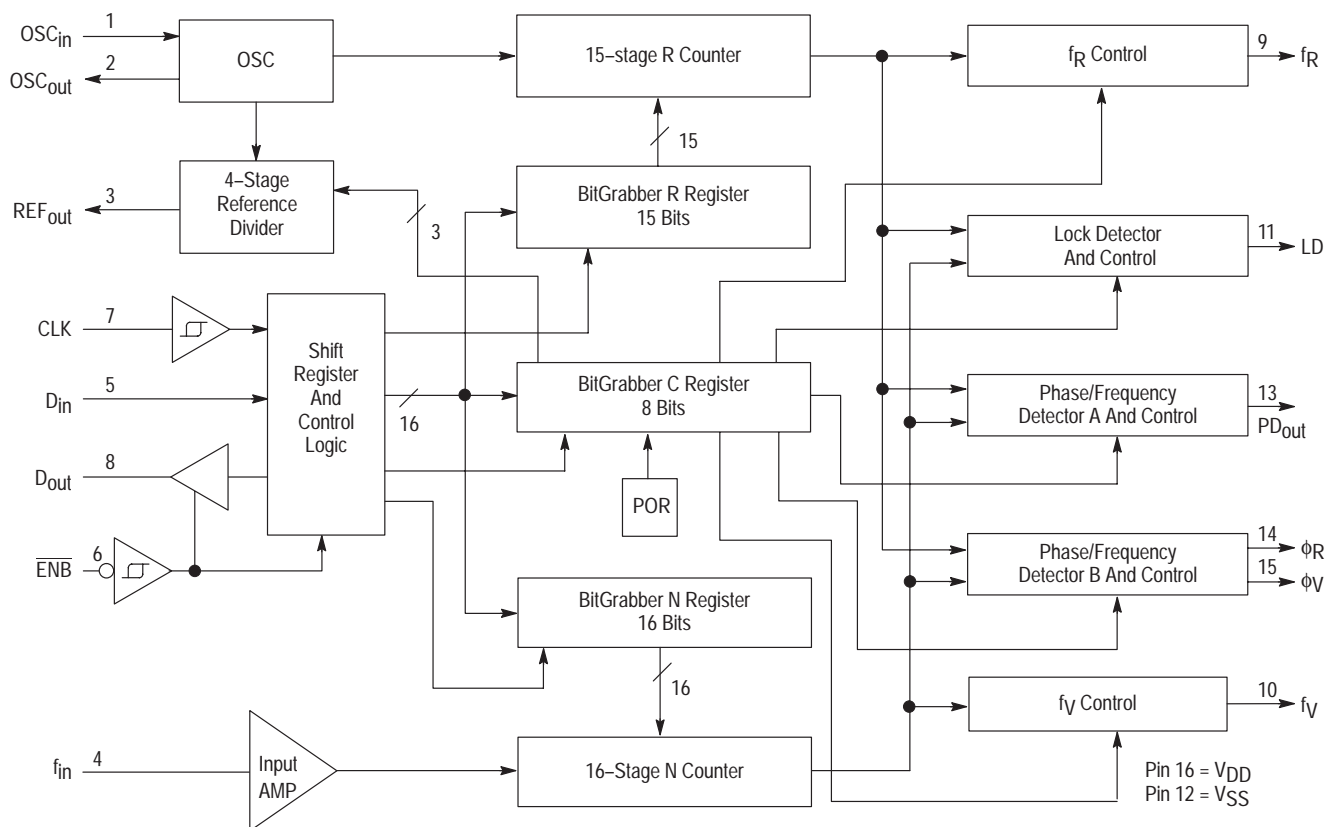 OSCin
1
OSCout
2
OSC
15–stage R Counter
fR Control
9
fR
15
4–Stage
Reference
Divider
REFout
3
3
BitGrabber R Register
15 Bits
Lock Detector
And Control
11
LD
CLK
7
Shift
Register
And
Control
Logic
Din
5
16
BitGrabber C Register
8 Bits
Phase/Frequency
Detector A And Control
13
PDout
Dout
8
POR
ENB
6
Phase/Frequency
Detector B And Control
14
ϕR
15
ϕV
BitGrabber N Register
16 Bits
16
fV Control
10
fV
fin
4
Input
AMP
16–Stage N Counter
Pin 16 = VDD
Pin 12 = VSS